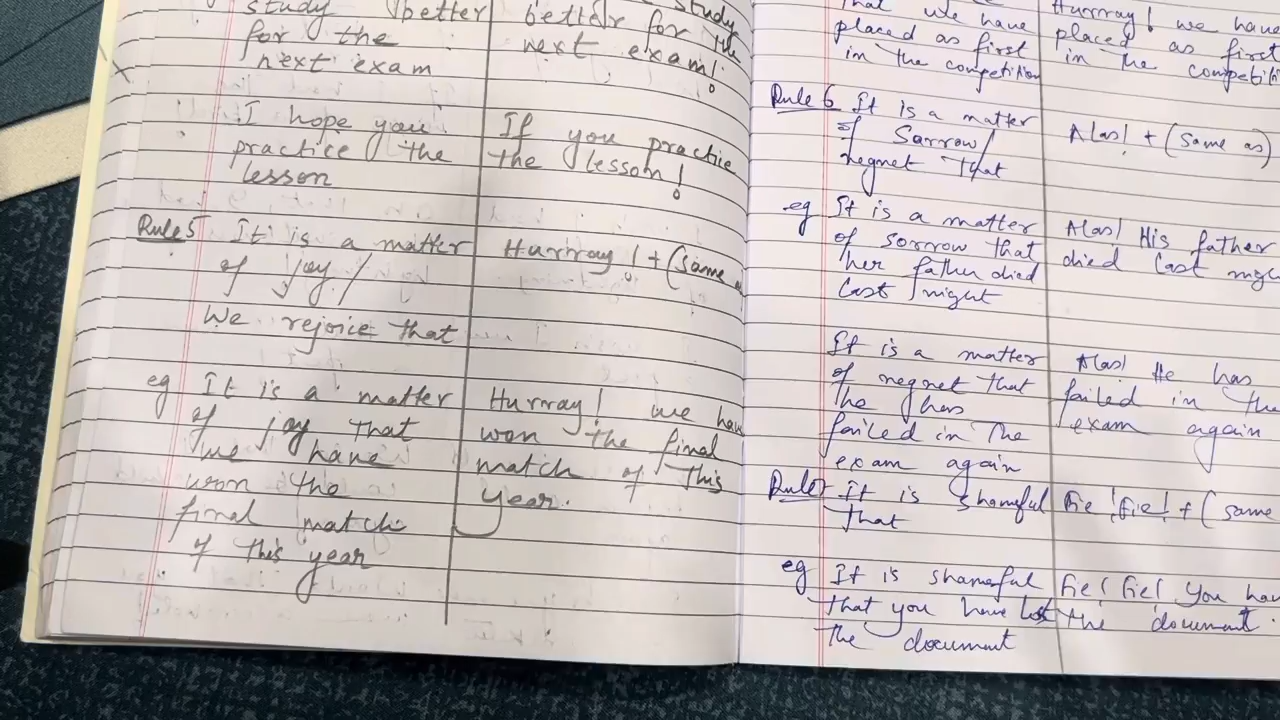 study better
for the
next exam
study
better for the
next exam!
I hope you
practice the
lesson
If you practice
the lesson!
Rule 5 It is a matter
of joy /
We rejoice that
Hurrray ! + (same
eg It is a matter
of joy that
we have
won the
final match
of this year
Hurray! we have
won the final
match of this
year.
that we have
placed as first
in the competition
Hurrray! we have
placed as first
in the
Rule 6 It is a matter
of Sorrow/
regret that
Alas! + (same as)
eg It is a matter
of sorrow that
her father died
last night
Alas! His father
died last
It is a matter
of regret that
the has
failed in the
exam again
Alas! He has
failed in the
exam again
Rule 7 It is shameful
that
Fie !Fie! + (same
eg It is shameful
that you have lost
the document
Fie! Fie! You
the document.